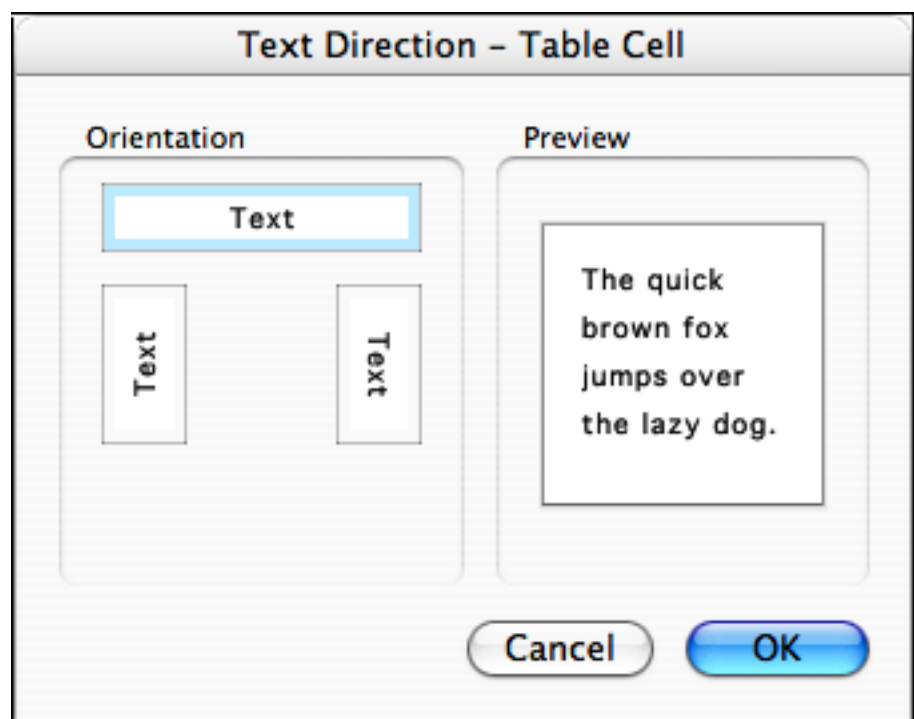 Text Direction – Table Cell
Orientation
Preview
Text
Text
Text
The quick
brown fox
jumps over
the lazy dog.
Cancel
OK